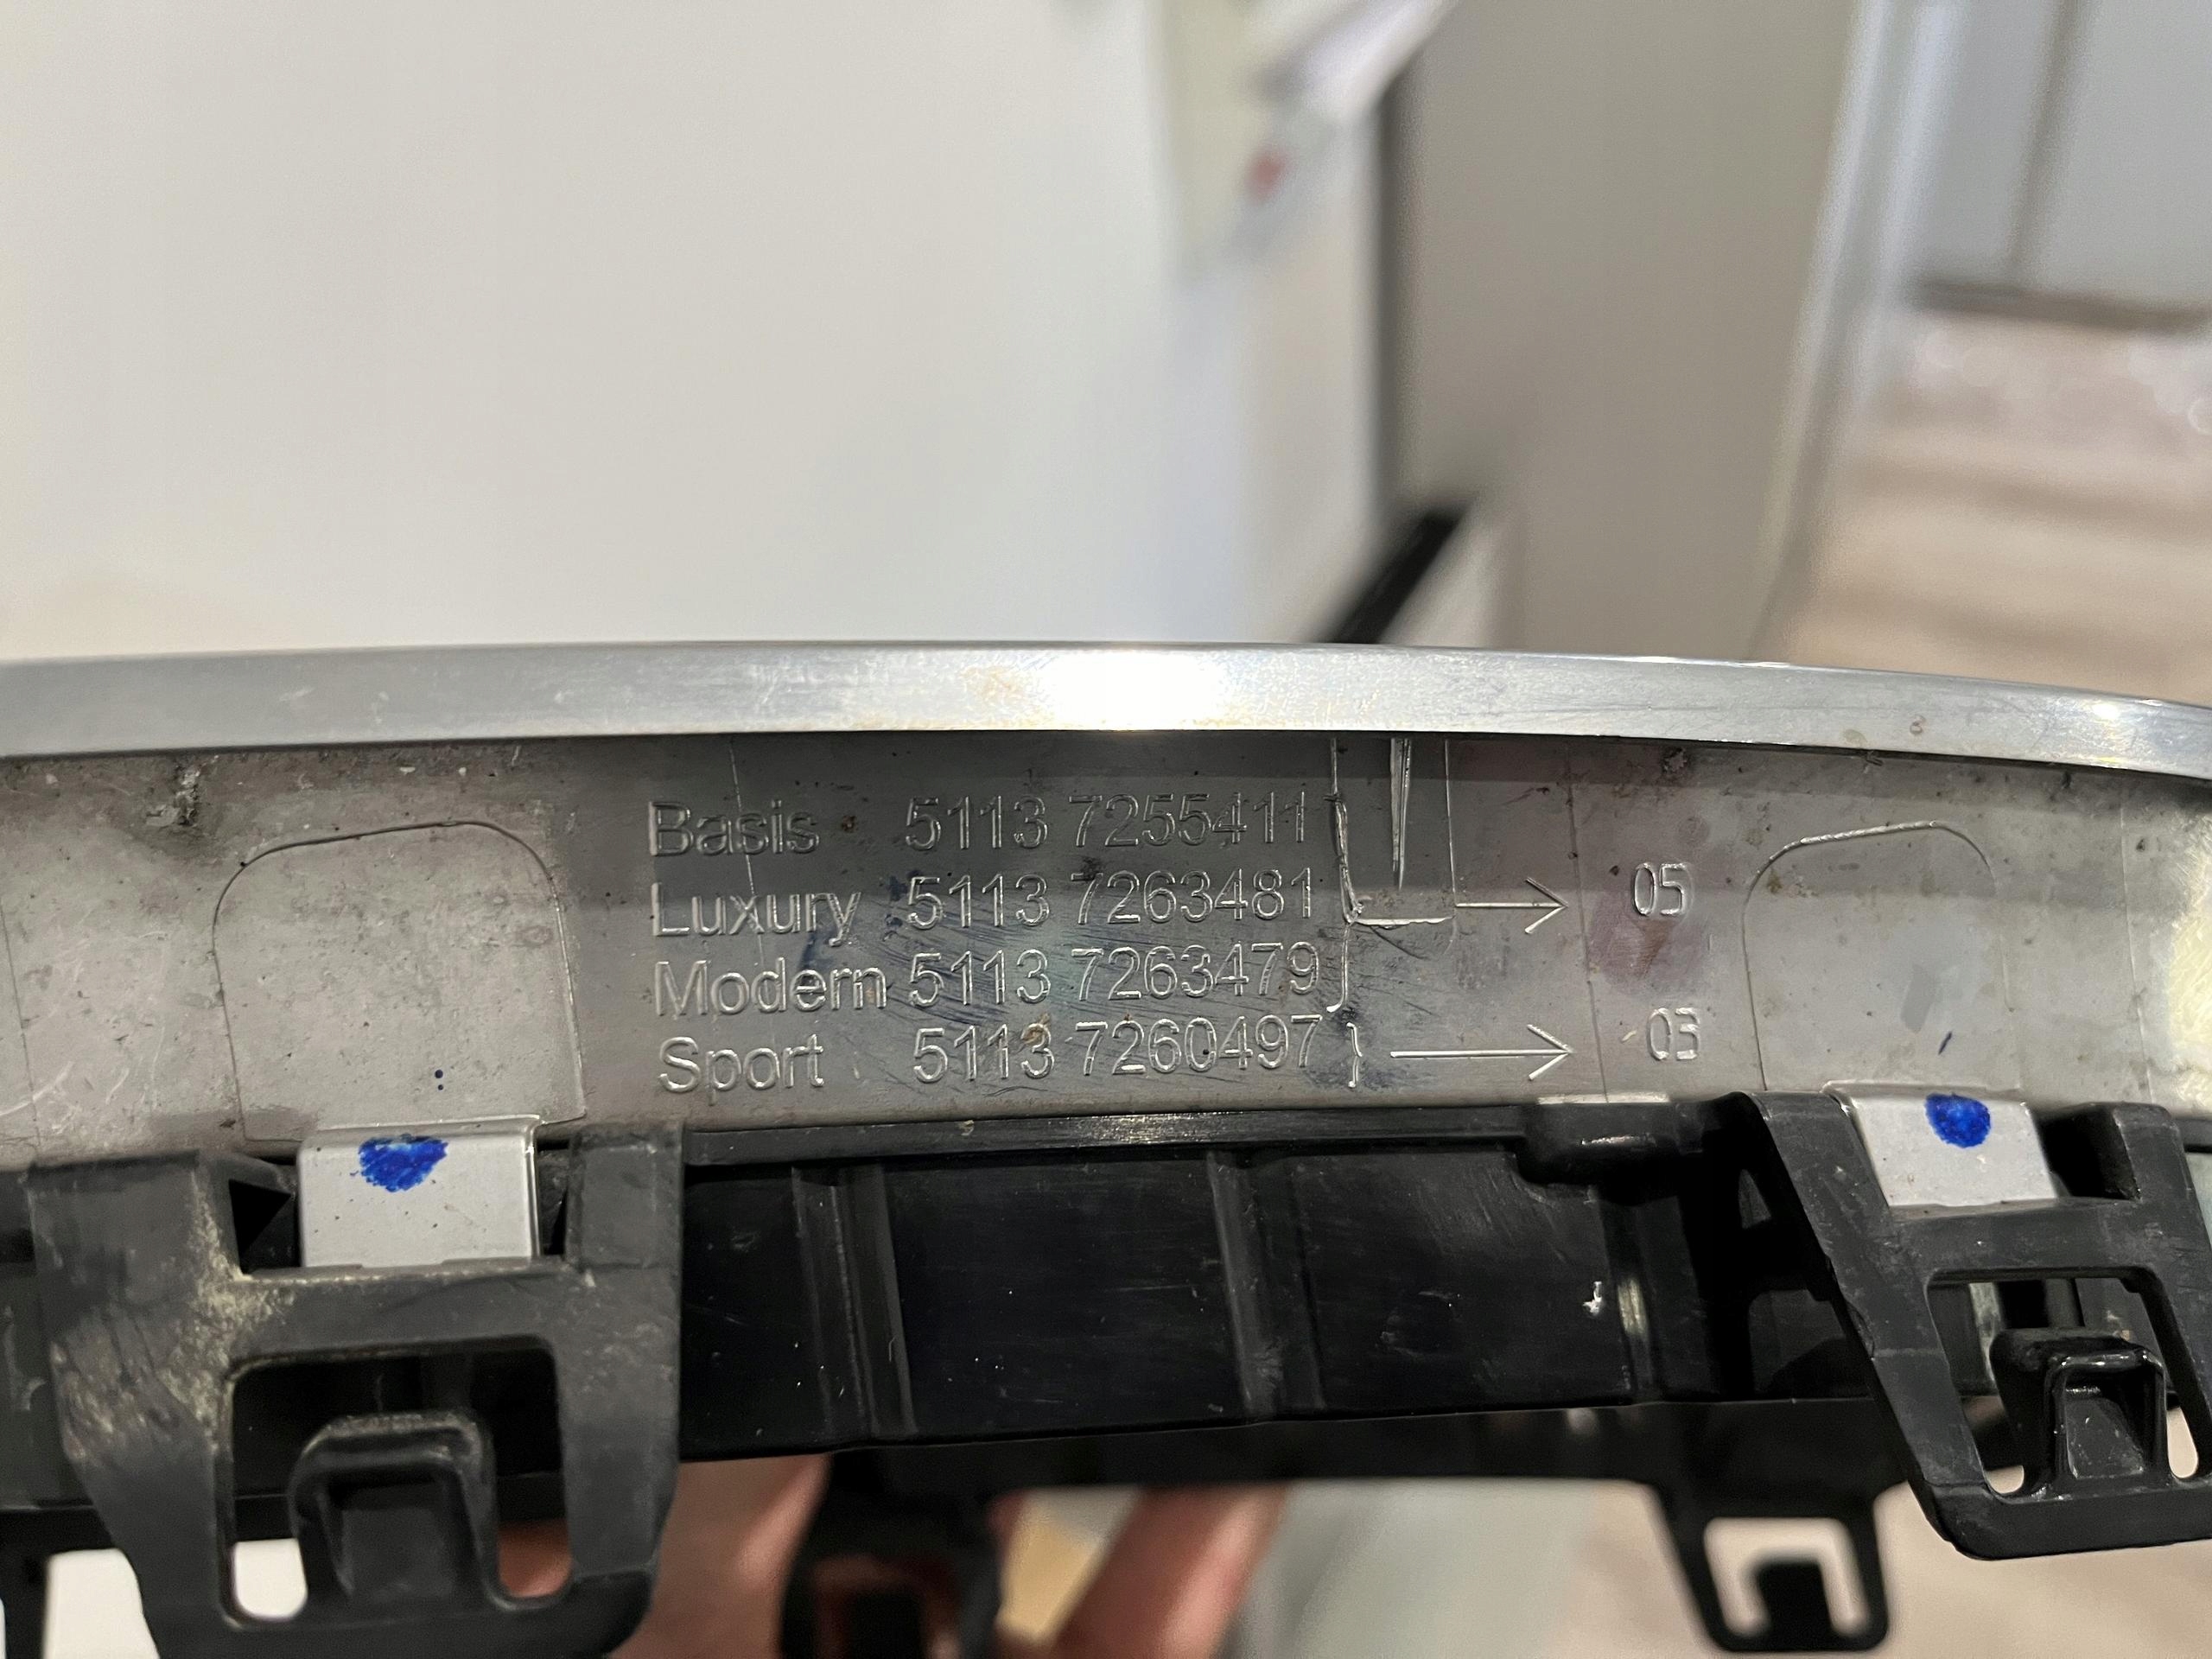 Basis 5113 7255411
Luxury 5113 7263481 → 05
Modern 5113 7263479
Sport 5113 7260497 } → 03